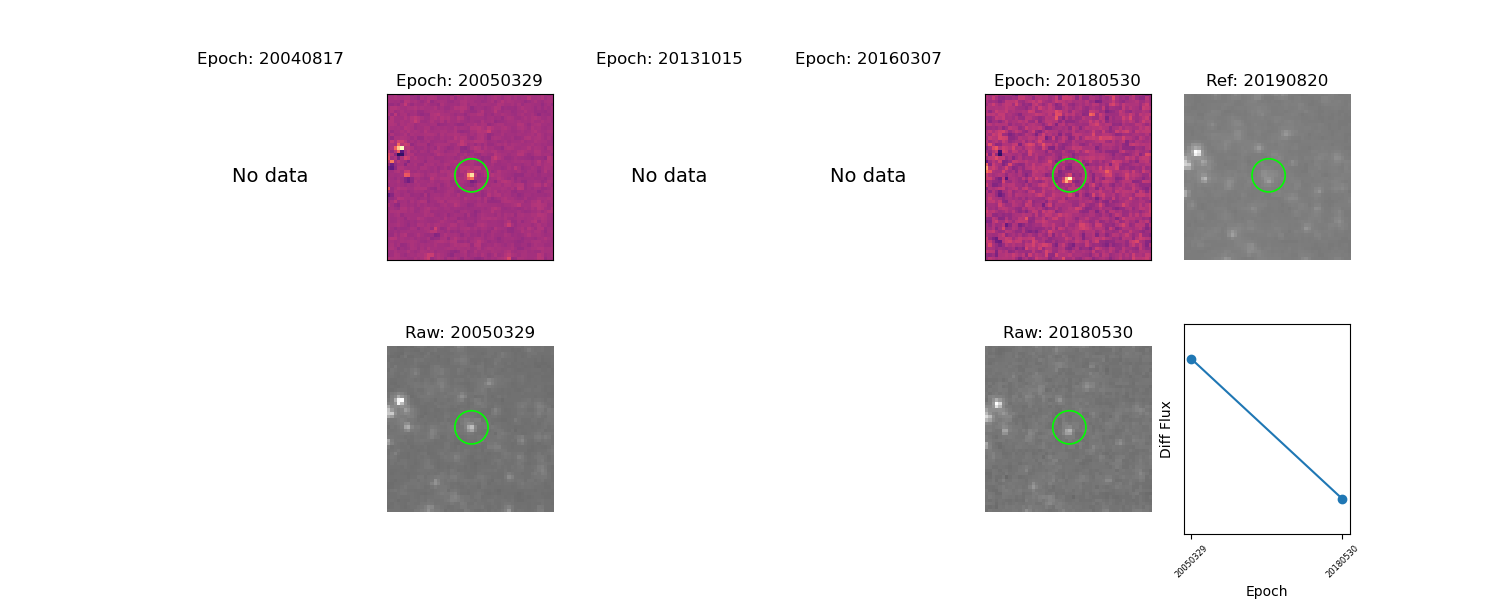 Epoch: 20040817
Epoch: 20050329
Epoch: 20131015
Epoch: 20160307
Epoch: 20180530
Ref: 20190820
No data
No data
No data
Raw: 20050329
Raw: 20180530
Diff Flux
20050329
20180530
Epoch